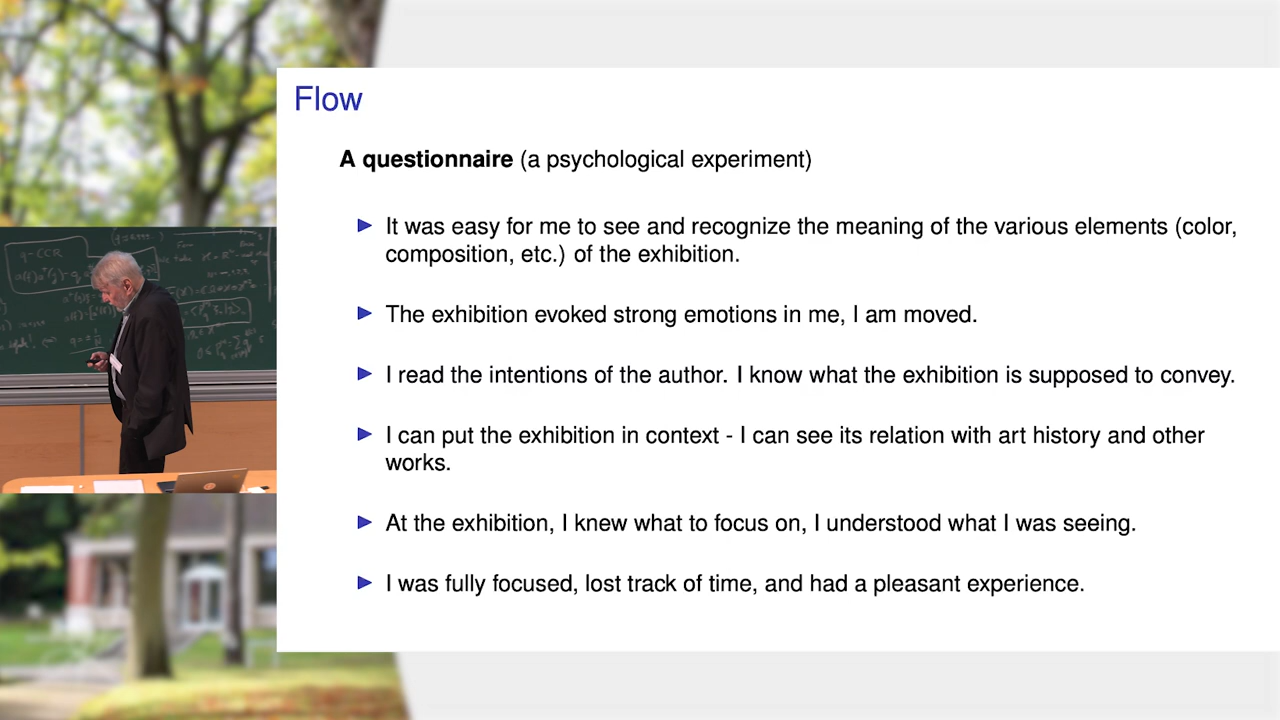 Flow
A questionnaire (a psychological experiment)
It was easy for me to see and recognize the meaning of the various elements (color,
composition, etc.) of the exhibition.
The exhibition evoked strong emotions in me, I am moved.
I read the intentions of the author. I know what the exhibition is supposed to convey.
I can put the exhibition in context - I can see its relation with art history and other
works.
At the exhibition, I knew what to focus on, I understood what I was seeing.
I was fully focused, lost track of time, and had a pleasant experience.
q-CCR